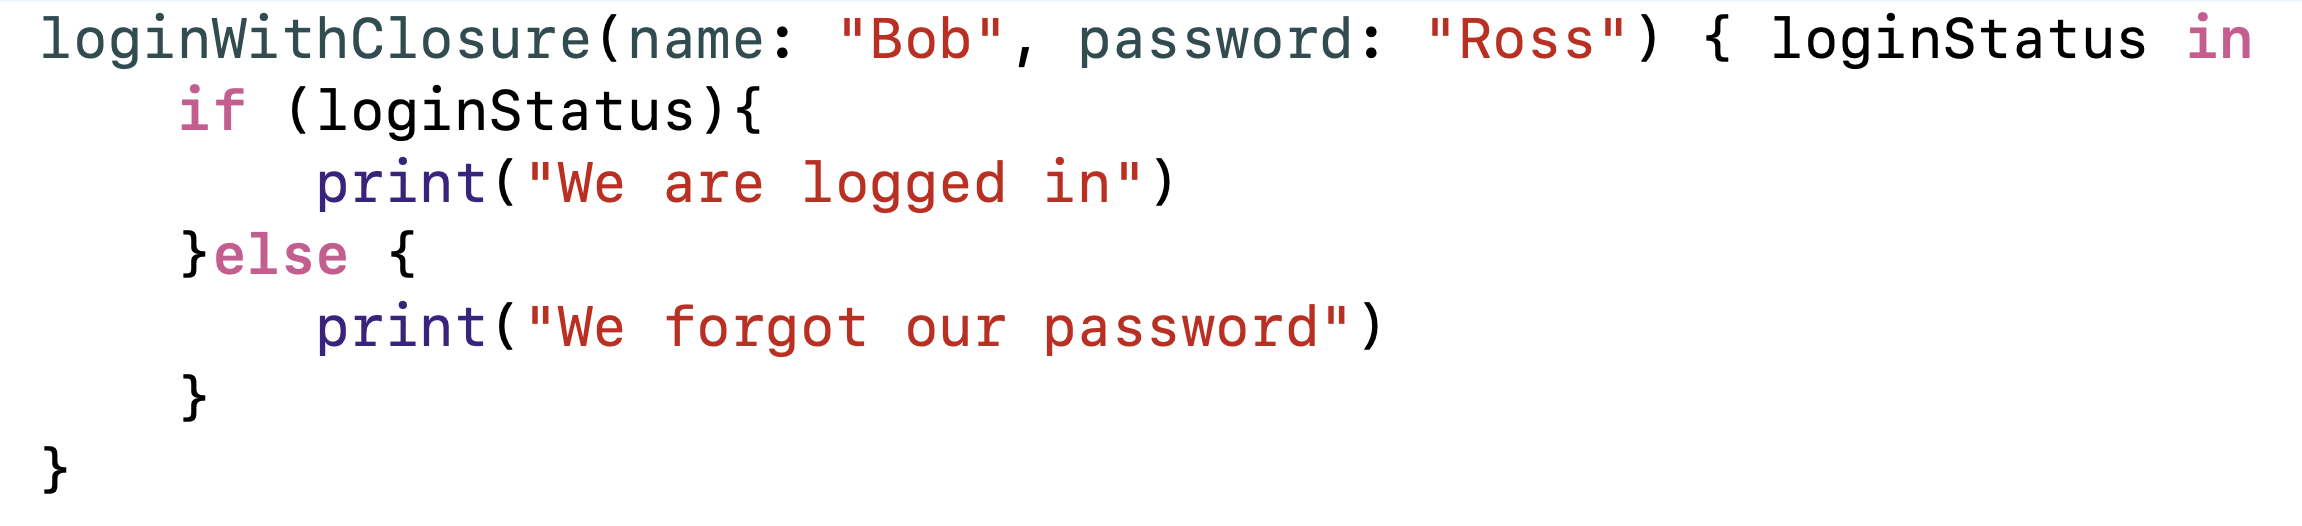 loginWithClosure(name: "Bob", password: "Ross") { loginStatus in
    if (loginStatus){
        print("We are logged in")
    }else {
        print("We forgot our password")
    }
}